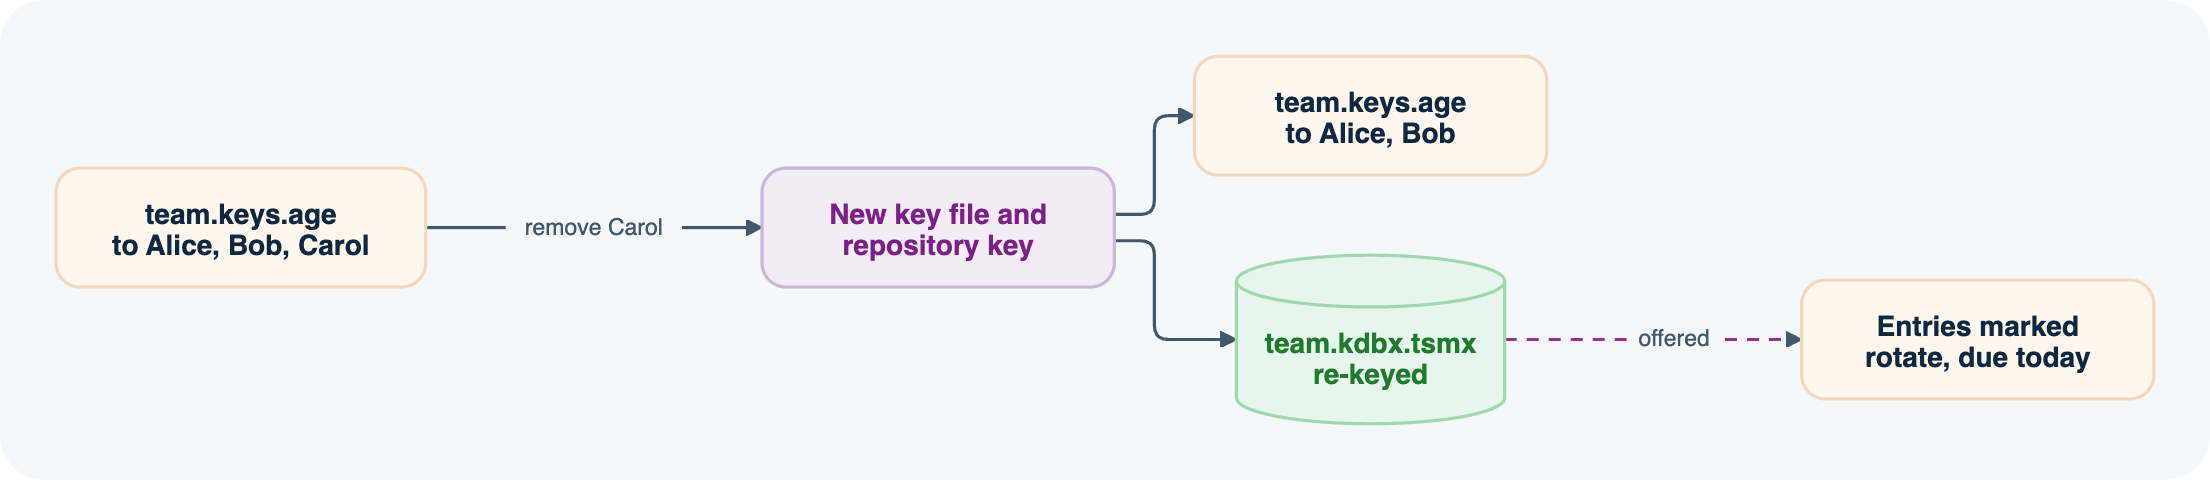 team.keys.age
to Alice, Bob, Carol
remove Carol
New key file and
repository key
team.keys.age
to Alice, Bob
team.kdbx.tsmx
re-keyed
offered
Entries marked
rotate, due today